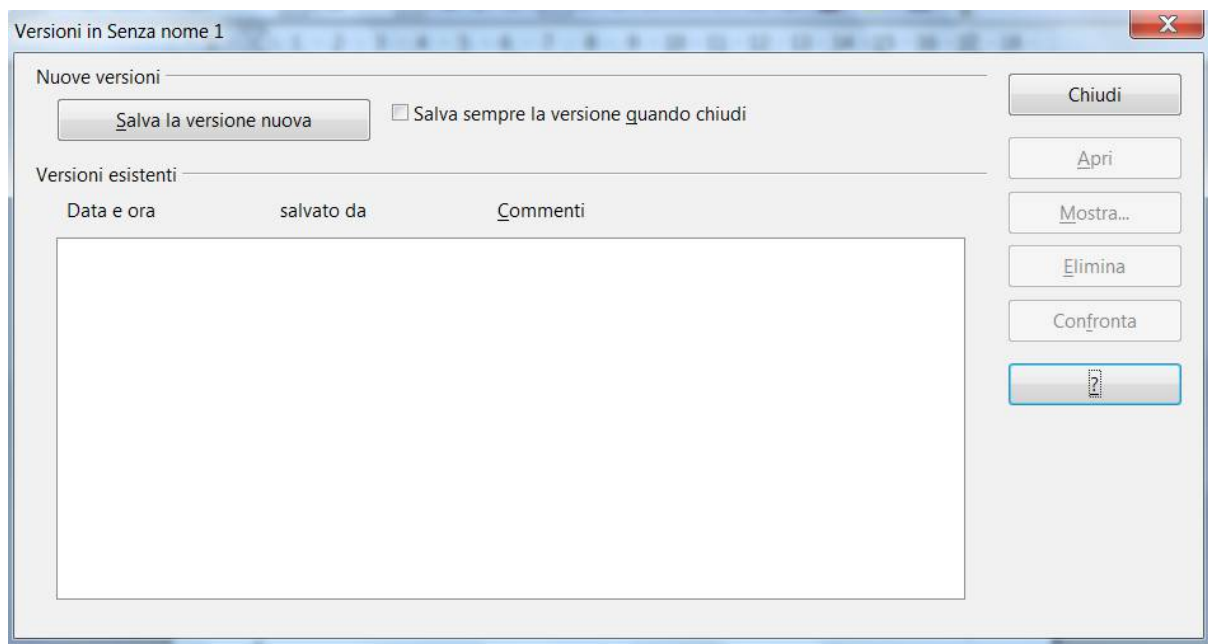 Versioni in Senza nome 1
Nuove versioni
Salva la versione nuova
Salva sempre la versione quando chiudi
Versioni esistenti
Data e ora salvato da Commenti
Chiudi
Apri
Mostra...
Elimina
Confronta
?